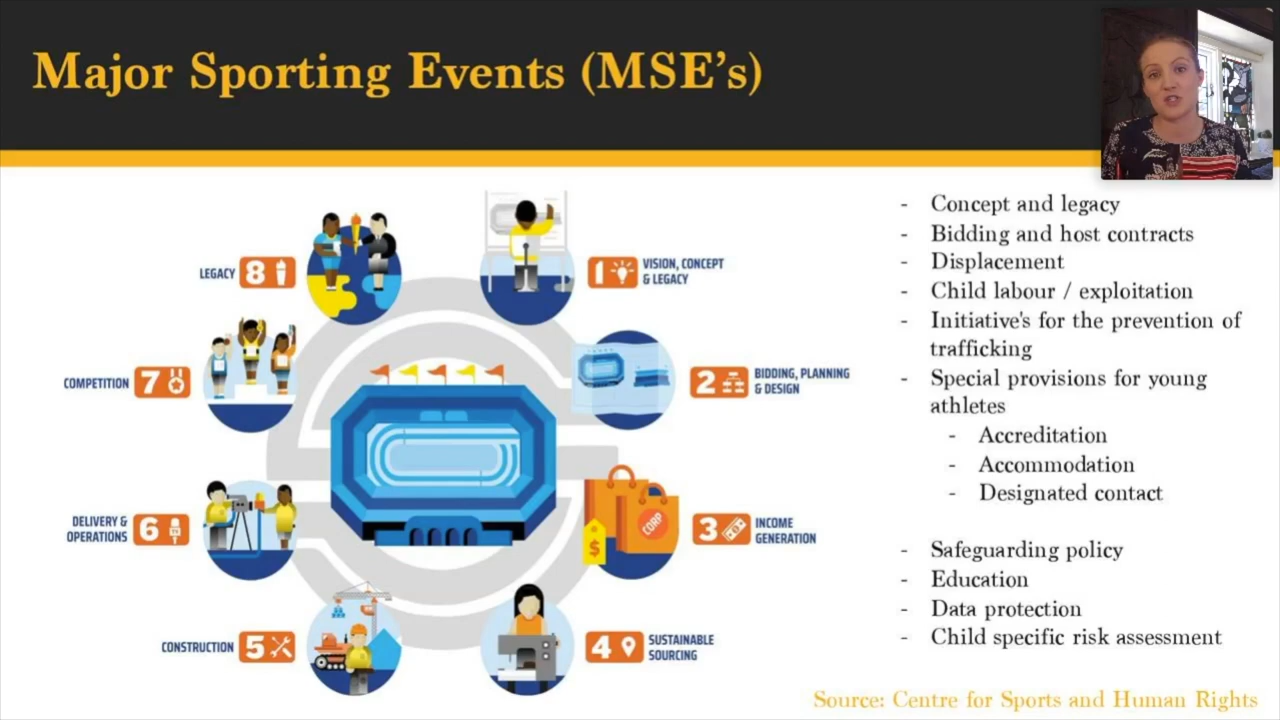 Major Sporting Events (MSE's)
LEGACY 8
1 VISION, CONCEPT
& LEGACY
COMPETITION 7
2 BIDDING, PLANNING
& DESIGN
DELIVERY &
OPERATIONS 6
$
CORP
3 INCOME
GENERATION
CONSTRUCTION 5
4 SUSTAINABLE
SOURCING
- Concept and legacy
- Bidding and host contracts
- Displacement
- Child labour / exploitation
- Initiative's for the prevention of
trafficking
- Special provisions for young
athletes
- Accreditation
- Accommodation
- Designated contact
- Safeguarding policy
- Education
- Data protection
- Child specific risk assessment
Source: Centre for Sports and Human Rights